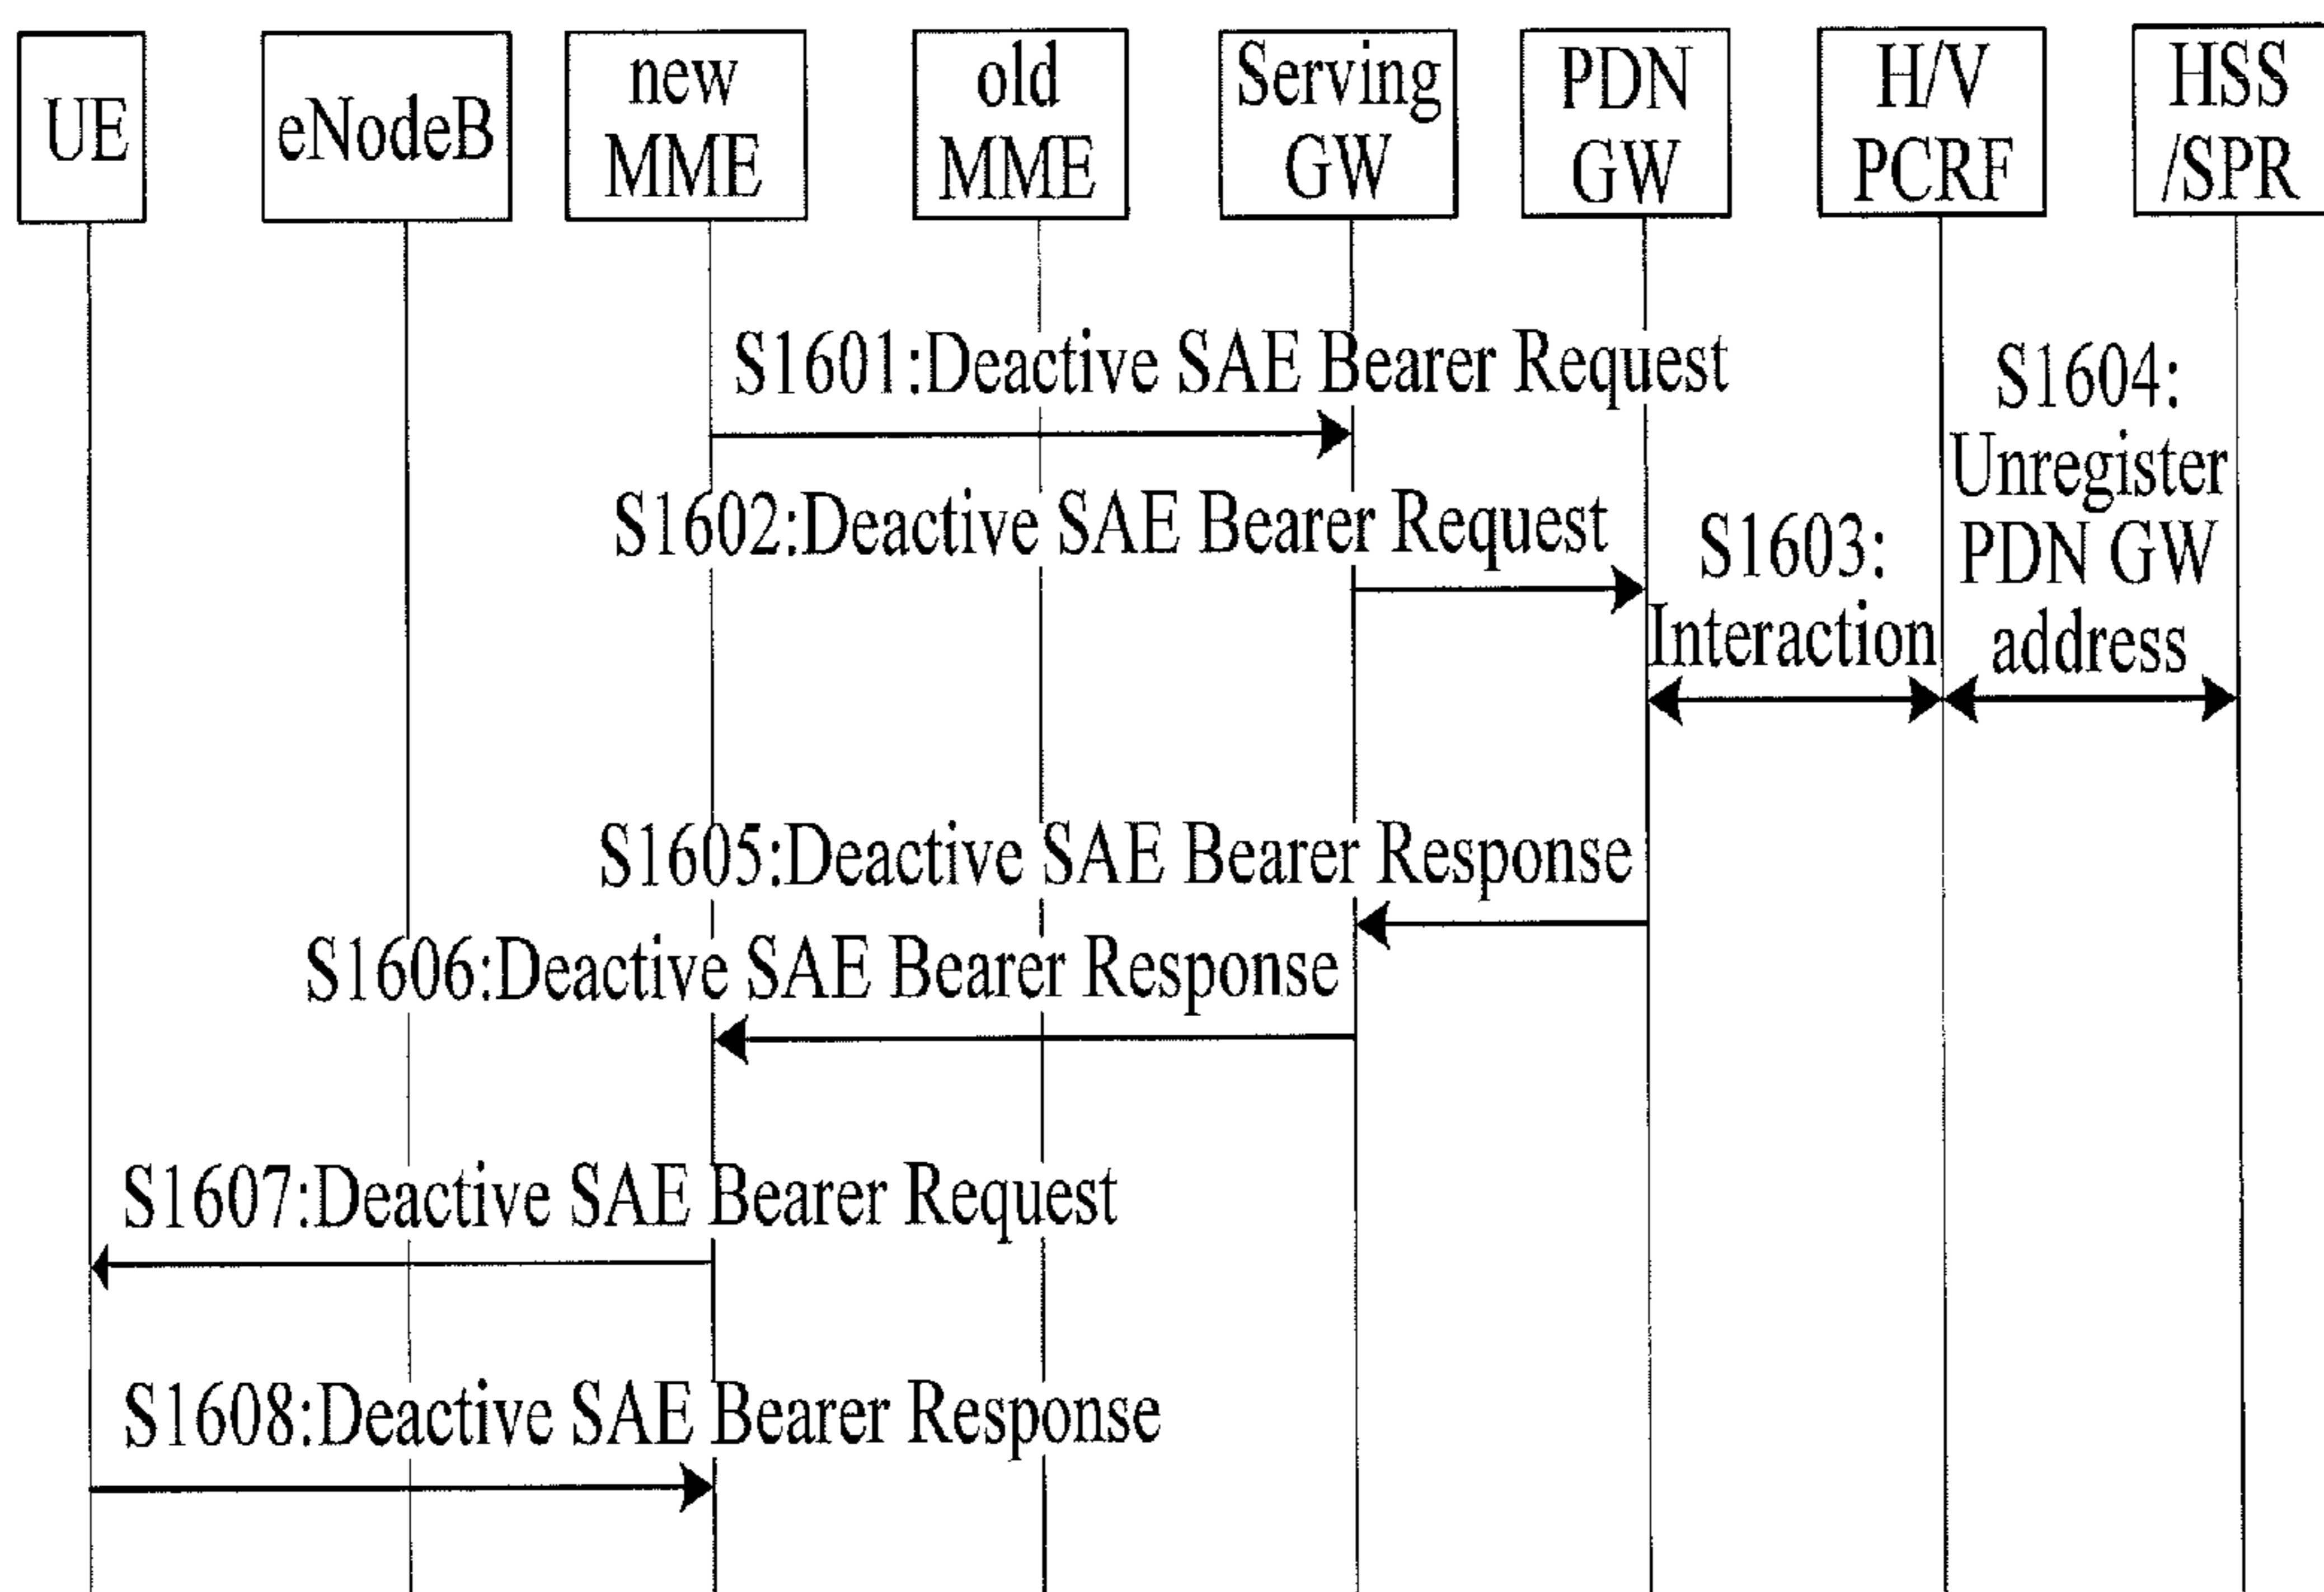 UE
eNodeB
new
MME
old
MME
Serving
GW
PDN
GW
H/V
PCRF
HSS
/SPR
S1601:Deactive SAE Bearer Request
S1602:Deactive SAE Bearer Request
S1603:
Interaction
S1604:
Unregister
PDN GW
address
S1605:Deactive SAE Bearer Response
S1606:Deactive SAE Bearer Response
S1607:Deactive SAE Bearer Request
S1608:Deactive SAE Bearer Response